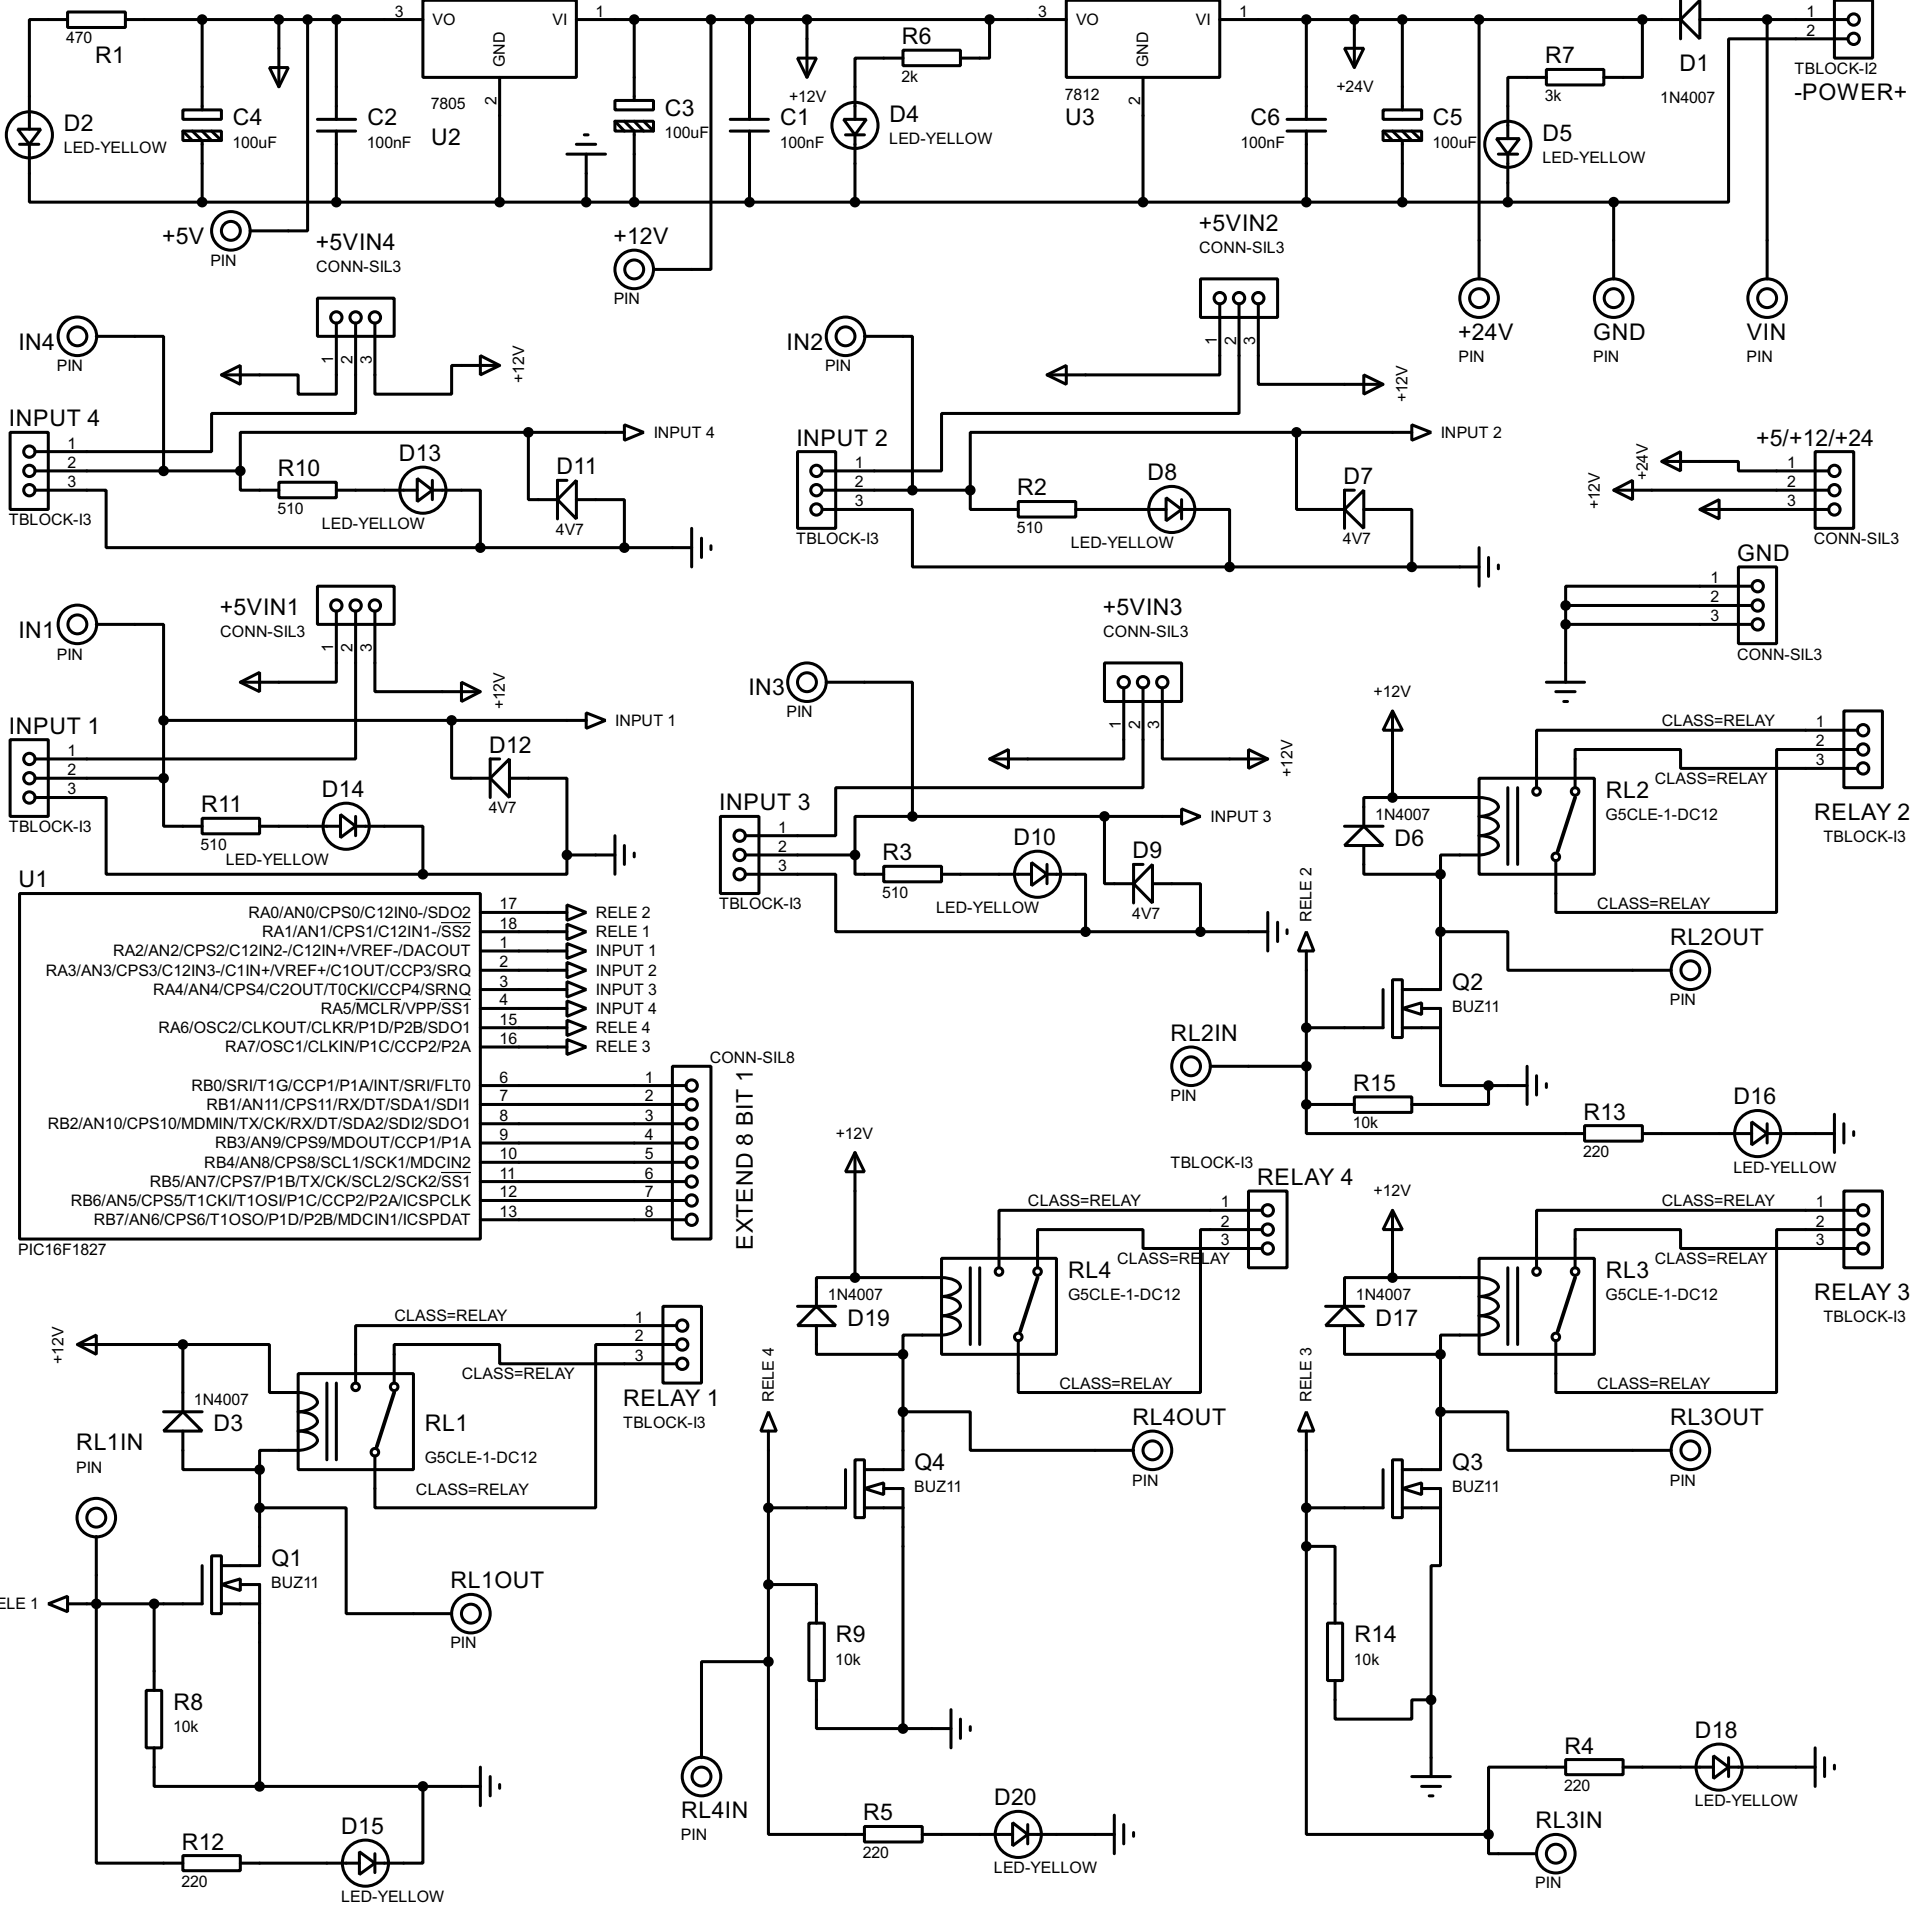 470
R1
D2
LED-YELLOW
C4
100uF
3
VO
VI
GND
2
7805
U2
1
C2
100nF
C3
100uF
+12V
C1
100nF
R6
2k
D4
LED-YELLOW
3
VO
VI
GND
2
7812
U3
1
C6
100nF
+24V
C5
100uF
R7
3k
D5
LED-YELLOW
D1
1N4007
1
2
TBLOCK-I2
-POWER+
+5V
PIN
+12V
PIN
+24V
PIN
GND
PIN
VIN
PIN
+5VIN4
CONN-SIL3
1
2
3
+12V
IN4
PIN
INPUT 4
1
2
3
TBLOCK-I3
R10
510
D13
LED-YELLOW
D11
4V7
INPUT 4
+5VIN2
CONN-SIL3
1
2
3
+12V
IN2
PIN
INPUT 2
1
2
3
TBLOCK-I3
R2
510
D8
LED-YELLOW
D7
4V7
INPUT 2
+5/+12/+24
+24V
+12V
1
2
3
CONN-SIL3
GND
1
2
3
CONN-SIL3
+5VIN1
CONN-SIL3
1
2
3
+12V
IN1
PIN
INPUT 1
1
2
3
TBLOCK-I3
R11
510
D14
LED-YELLOW
D12
4V7
INPUT 1
+5VIN3
CONN-SIL3
1
2
3
+12V
IN3
PIN
INPUT 3
1
2
3
TBLOCK-I3
R3
510
D10
LED-YELLOW
D9
4V7
INPUT 3
U1
RA0/AN0/CPS0/C12IN0-/SDO2 17 RELE 2
RA1/AN1/CPS1/C12IN1-/SS2 18 RELE 1
RA2/AN2/CPS2/C12IN2-/C12IN+/VREF-/DACOUT 1 INPUT 1
RA3/AN3/CPS3/C12IN3-/C1IN+/VREF+/C1OUT/CCP3/SRQ 2 INPUT 2
RA4/AN4/CPS4/C2OUT/T0CKI/CCP4/SRNQ 3 INPUT 3
RA5/MCLR/VPP/SS1 4 INPUT 4
RA6/OSC2/CLKOUT/CLKR/P1D/P2B/SDO1 15 RELE 4
RA7/OSC1/CLKIN/P1C/CCP2/P2A 16 RELE 3
RB0/SRI/T1G/CCP1/P1A/INT/SRI/FLT0 6 1
RB1/AN11/CPS11/RX/DT/SDA1/SDI1 7 2
RB2/AN10/CPS10/MDMIN/TX/CK/RX/DT/SDA2/SDI2/SDO1 8 3
RB3/AN9/CPS9/MDOUT/CCP1/P1A 9 4
RB4/AN8/CPS8/SCL1/SCK1/MDCIN2 10 5
RB5/AN7/CPS7/P1B/TX/CK/SCL2/SCK2/SS1 11 6
RB6/AN5/CPS5/T1CKI/T1OSI/P1C/CCP2/P2A/ICSPCLK 12 7
RB7/AN6/CPS6/T1OSO/P1D/P2B/MDCIN1/ICSPDAT 13 8
PIC16F1827
CONN-SIL8
EXTEND 8 BIT 1
+12V
CLASS=RELAY
CLASS=RELAY
CLASS=RELAY
1
2
3
RELAY 2
TBLOCK-I3
RL2
G5CLE-1-DC12
1N4007
D6
RELE 2
RL2OUT
PIN
Q2
BUZ11
RL2IN
PIN
R15
10k
R13
220
D16
LED-YELLOW
+12V
CLASS=RELAY
CLASS=RELAY
CLASS=RELAY
TBLOCK-I3
RELAY 4
1
2
3
RL4
G5CLE-1-DC12
1N4007
D19
RELE 4
RL4OUT
PIN
Q4
BUZ11
R9
10k
RL4IN
PIN
R5
220
D20
LED-YELLOW
+12V
CLASS=RELAY
CLASS=RELAY
CLASS=RELAY
1
2
3
RELAY 3
TBLOCK-I3
RL3
G5CLE-1-DC12
1N4007
D17
RELE 3
RL3OUT
PIN
Q3
BUZ11
R14
10k
R4
220
D18
LED-YELLOW
RL3IN
PIN
+12V
CLASS=RELAY
CLASS=RELAY
CLASS=RELAY
1
2
3
RELAY 1
TBLOCK-I3
RL1
G5CLE-1-DC12
1N4007
D3
RL1IN
PIN
ELE 1
Q1
BUZ11
RL1OUT
PIN
R8
10k
R12
220
D15
LED-YELLOW